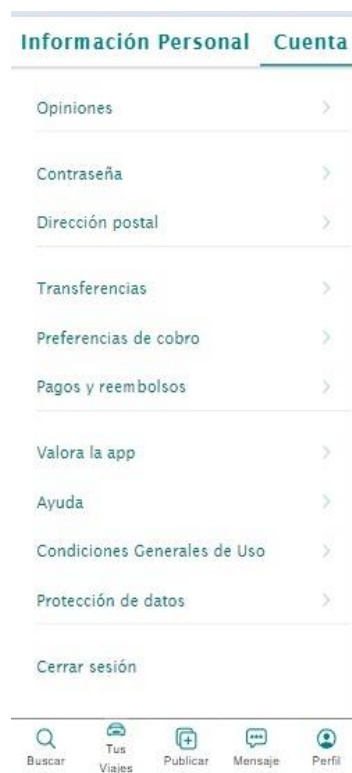 Información Personal Cuenta
Opiniones
Contraseña
Dirección postal
Transferencias
Preferencias de cobro
Pagos y reembolsos
Valora la app
Ayuda
Condiciones Generales de Uso
Protección de datos
Cerrar sesión
Buscar Tus Viajes Publicar Mensaje Perfil